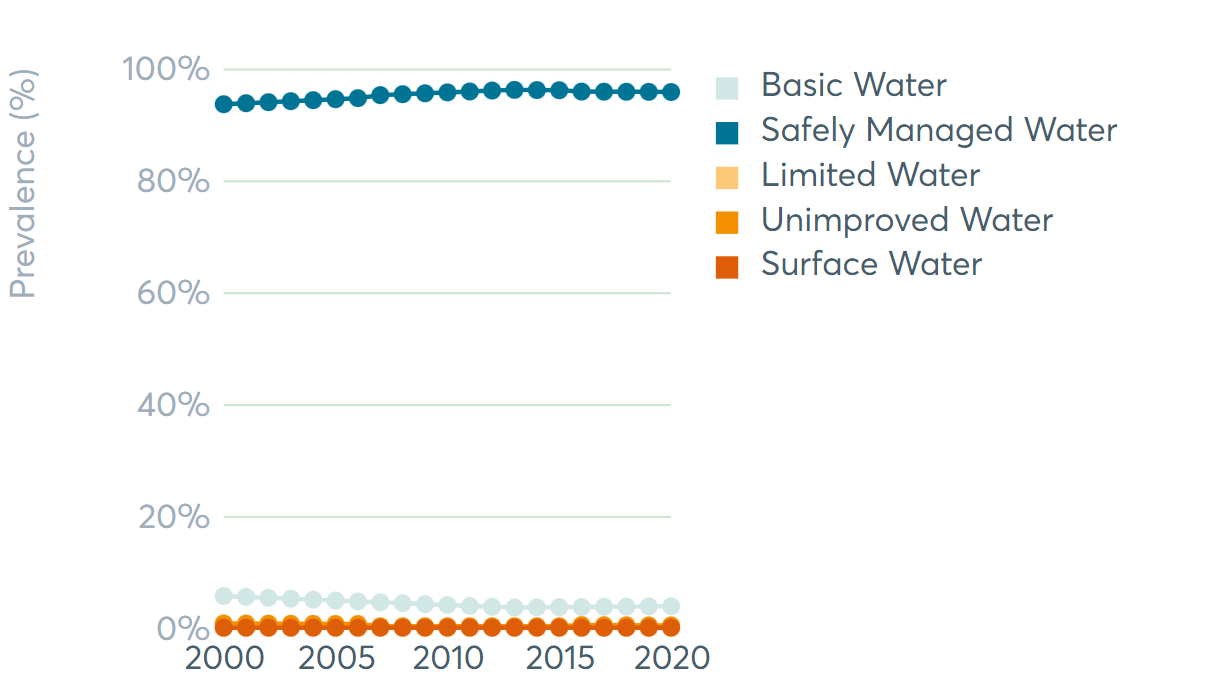 Prevalence (%)
100%
80%
60%
40%
20%
0%
2000 2005 2010 2015 2020
Basic Water
Safely Managed Water
Limited Water
Unimproved Water
Surface Water